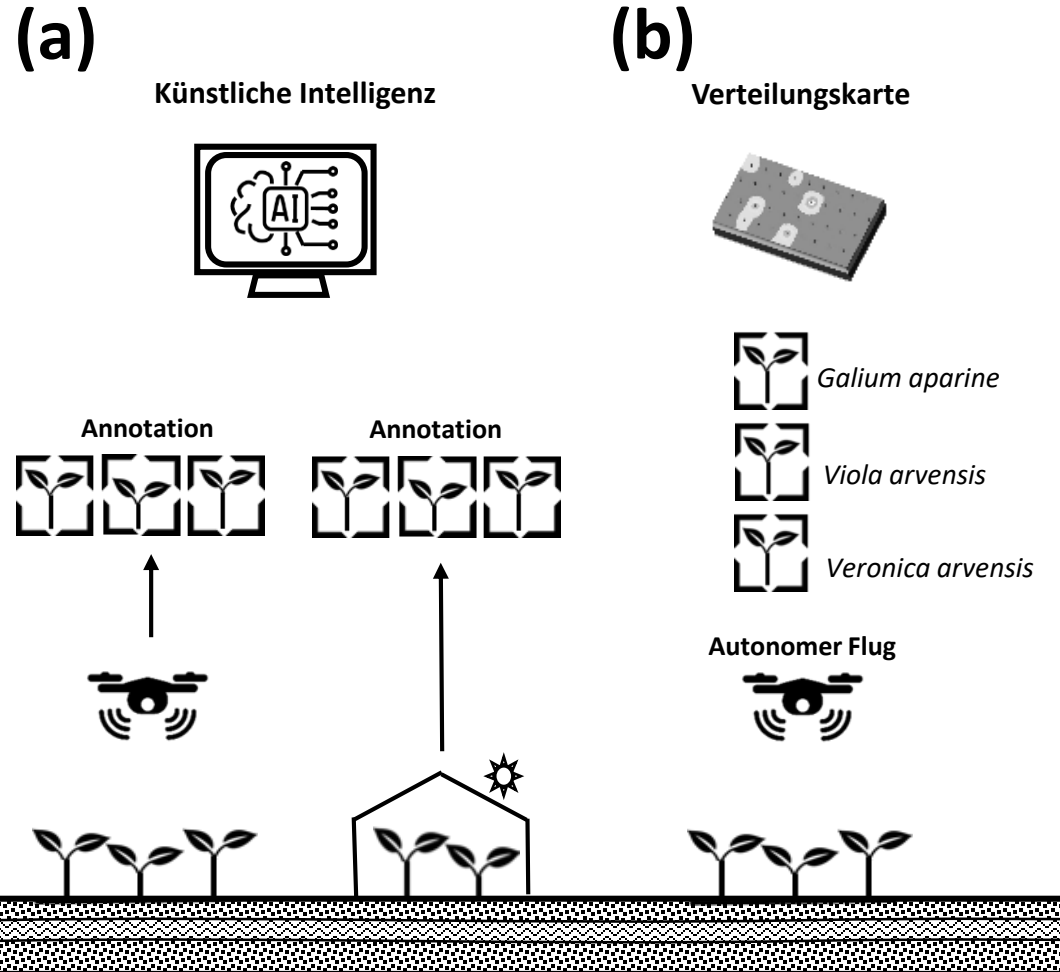 (a)
Künstliche Intelligenz
AI
Annotation
Annotation
(b)
Verteilungskarte
Galium aparine
Viola arvensis
Veronica arvensis
Autonomer Flug